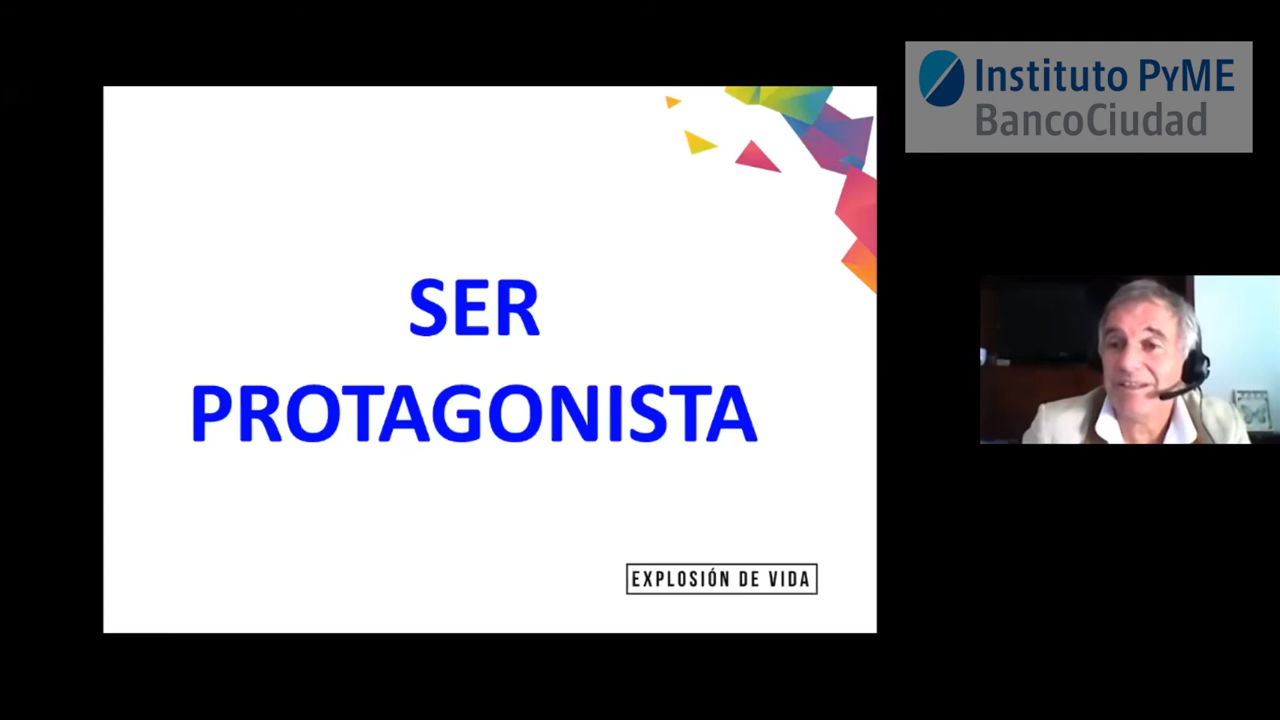 Instituto PyME
BancoCiudad
SER
PROTAGONISTA
EXPLOSIÓN DE VIDA